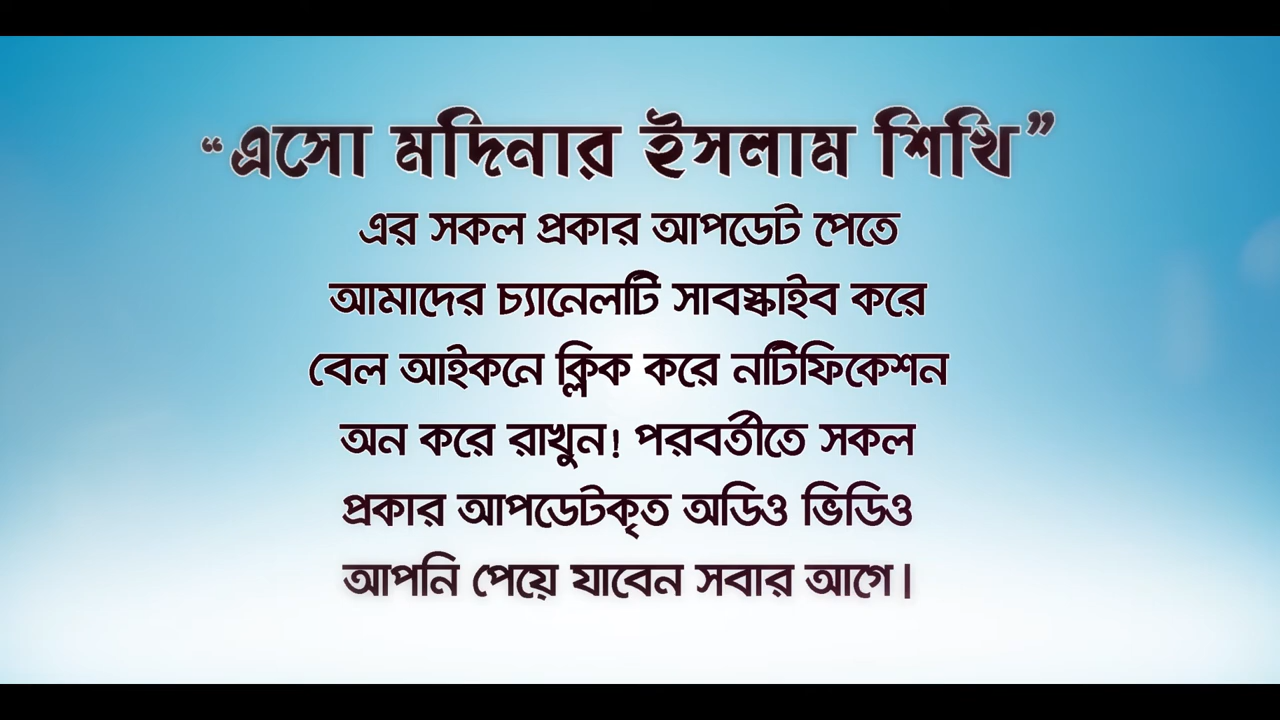 “এসো মদিনার ইসলাম শিখি”
এর সকল প্রকার আপডেট পেতে
আমাদের চ্যানেলটি সাবস্কাইব করে
বেল আইকনে ক্লিক করে নটিফিকেশন
অন করে রাখুন! পরবর্তীতে সকল
প্রকার আপডেটকৃত অডিও ভিডিও
আপনি পেয়ে যাবেন সবার আগে।